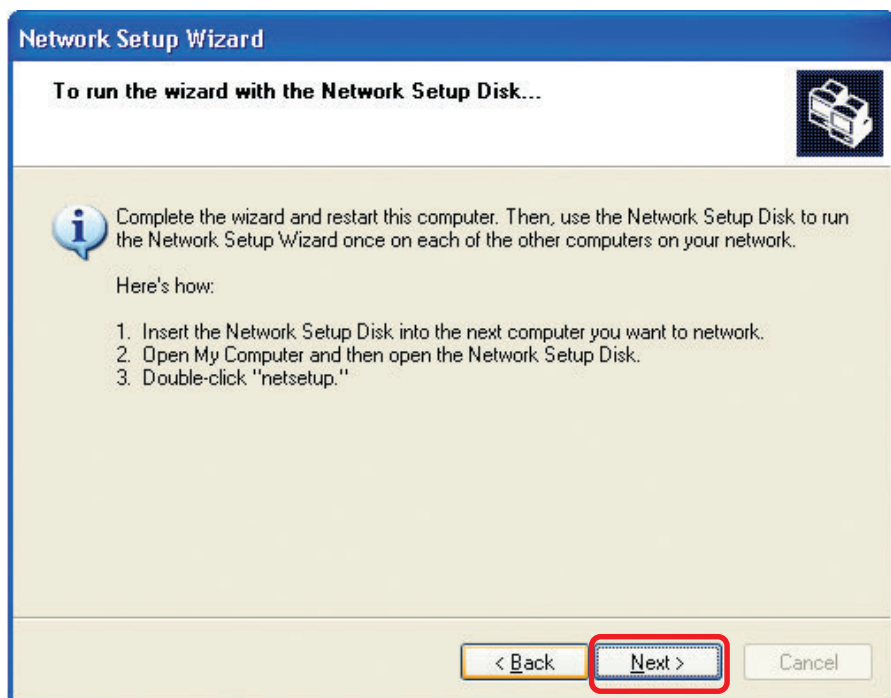 Network Setup Wizard
To run the wizard with the Network Setup Disk...
Complete the wizard and restart this computer. Then, use the Network Setup Disk to run
the Network Setup Wizard once on each of the other computers on your network.
Here's how:
1. Insert the Network Setup Disk into the next computer you want to network.
2. Open My Computer and then open the Network Setup Disk.
3. Double-click "netsetup."
< Back
Next >
Cancel